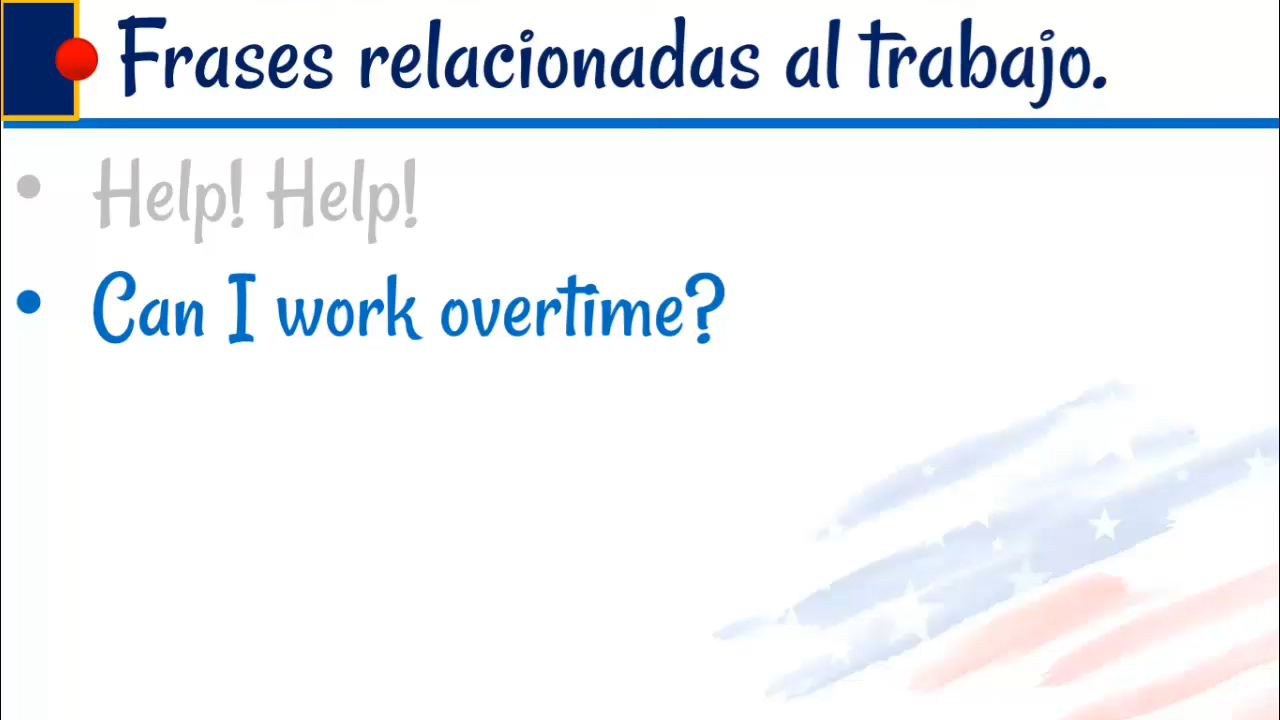 Frases relacionadas al trabajo.
• Help! Help!
• Can I work overtime?